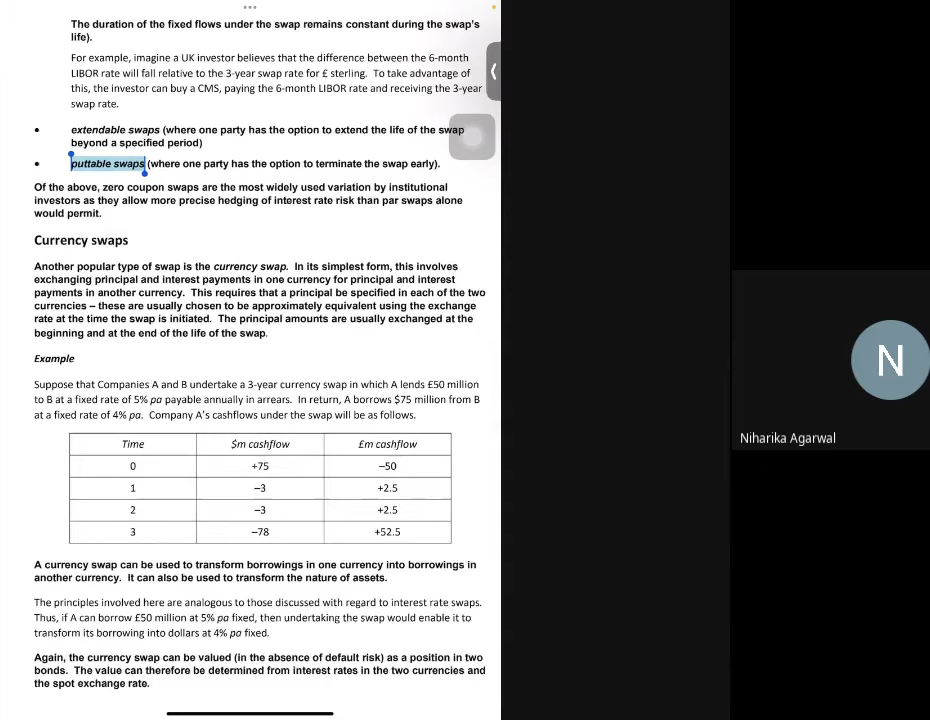 The duration of the fixed flows under the swap remains constant during the swap's
life).
For example, imagine a UK investor believes that the difference between the 6-month
LIBOR rate will fall relative to the 3-year swap rate for £ sterling. To take advantage of
this, the investor can buy a CMS, paying the 6-month LIBOR rate and receiving the 3-year
swap rate.
• extendable swaps (where one party has the option to extend the life of the swap
beyond a specified period)
• puttable swaps (where one party has the option to terminate the swap early).
Of the above, zero coupon swaps are the most widely used variation by institutional
investors as they allow more precise hedging of interest rate risk than par swaps alone
would permit.
Currency swaps
Another popular type of swap is the currency swap. In its simplest form, this involves
exchanging principal and interest payments in one currency for principal and interest
payments in another currency. This requires that a principal be specified in each of the two
currencies – these are usually chosen to be approximately equivalent using the exchange
rate at the time the swap is initiated. The principal amounts are usually exchanged at the
beginning and at the end of the life of the swap.
Example
Suppose that Companies A and B undertake a 3-year currency swap in which A lends £50 million
to B at a fixed rate of 5% pa payable annually in arrears. In return, A borrows $75 million from B
at a fixed rate of 4% pa. Company A's cashflows under the swap will be as follows.
Time $m cashflow £m cashflow
0 +75 –50
1 –3 +2.5
2 –3 +2.5
3 –78 +52.5
A currency swap can be used to transform borrowings in one currency into borrowings in
another currency. It can also be used to transform the nature of assets.
The principles involved here are analogous to those discussed with regard to interest rate swaps.
Thus, if A can borrow £50 million at 5% pa fixed, then undertaking the swap would enable it to
transform its borrowing into dollars at 4% pa fixed.
Again, the currency swap can be valued (in the absence of default risk) as a position in two
bonds. The value can therefore be determined from interest rates in the two currencies and
the spot exchange rate.
N
Niharika Agarwal